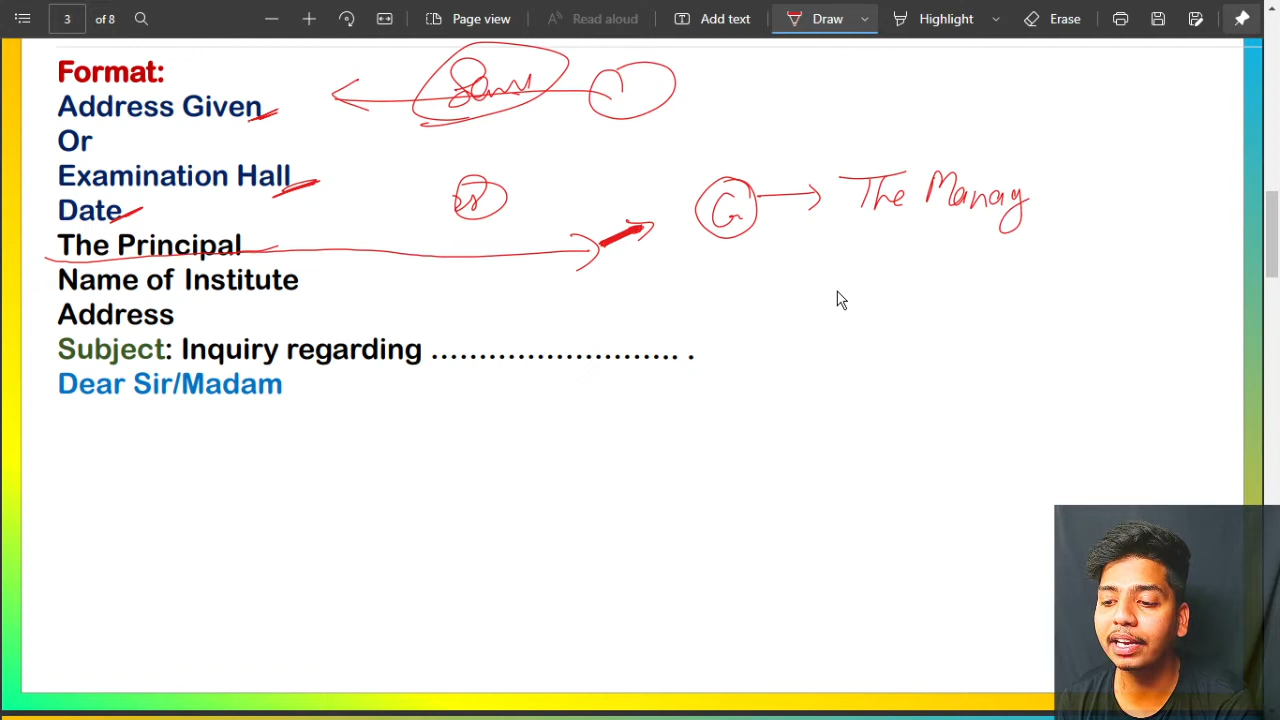 3 of 8 Page view Read aloud Add text Draw Highlight Erase
Format:
Address Given
Or
Examination Hall
Date
The Principal
G The Manag
Name of Institute
Address
Subject: Inquiry regarding ............................ .
Dear Sir/Madam